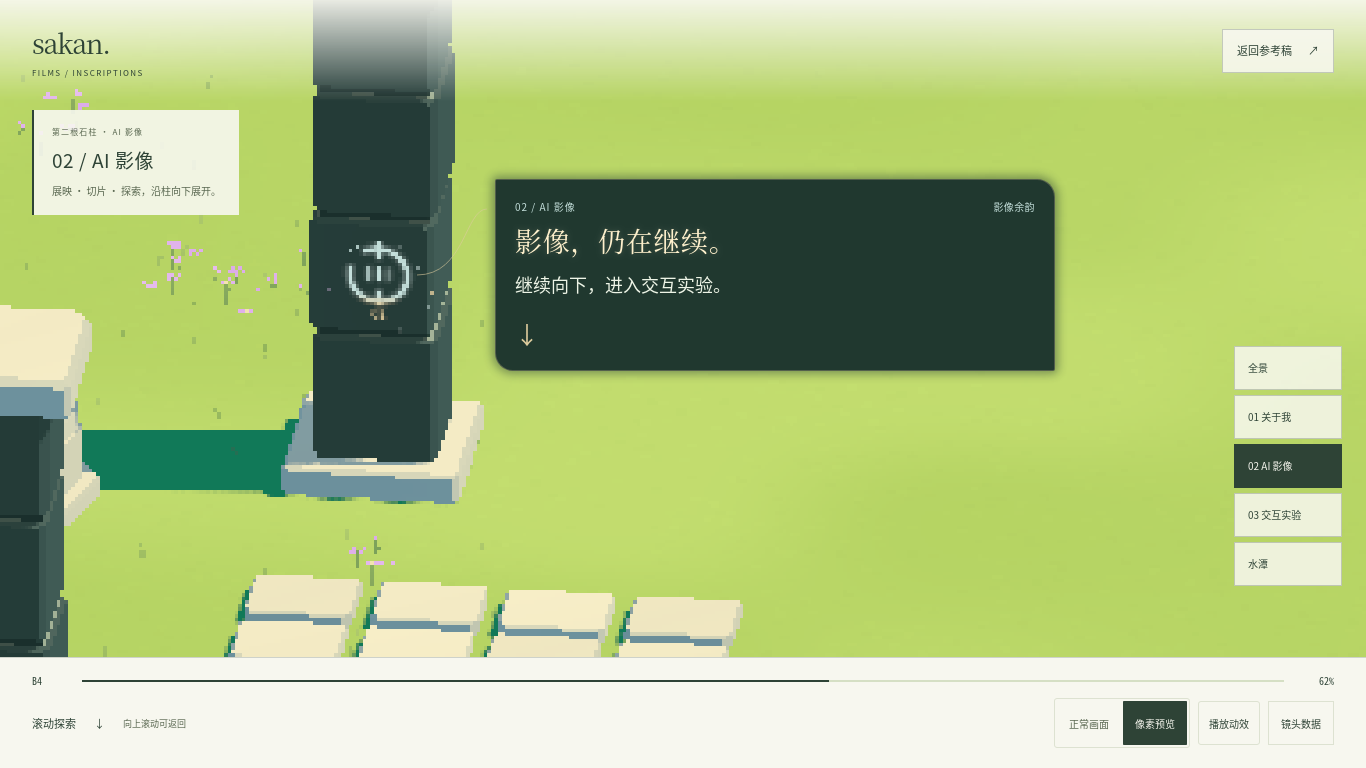 sakan.
FILMS / INSCRIPTIONS
返回参考稿 ↗
第二根石柱 · AI 影像
02 / AI 影像
展映 · 切片 · 探索，沿柱向下展开。
02 / AI 影像
影像余韵
影像，仍在继续。
继续向下，进入交互实验。
↓
全景
01 关于我
02 AI 影像
03 交互实验
水潭
B4
62%
滚动探索 ↓ 向上滚动可返回
正常画面
像素预览
播放动效
镜头数据